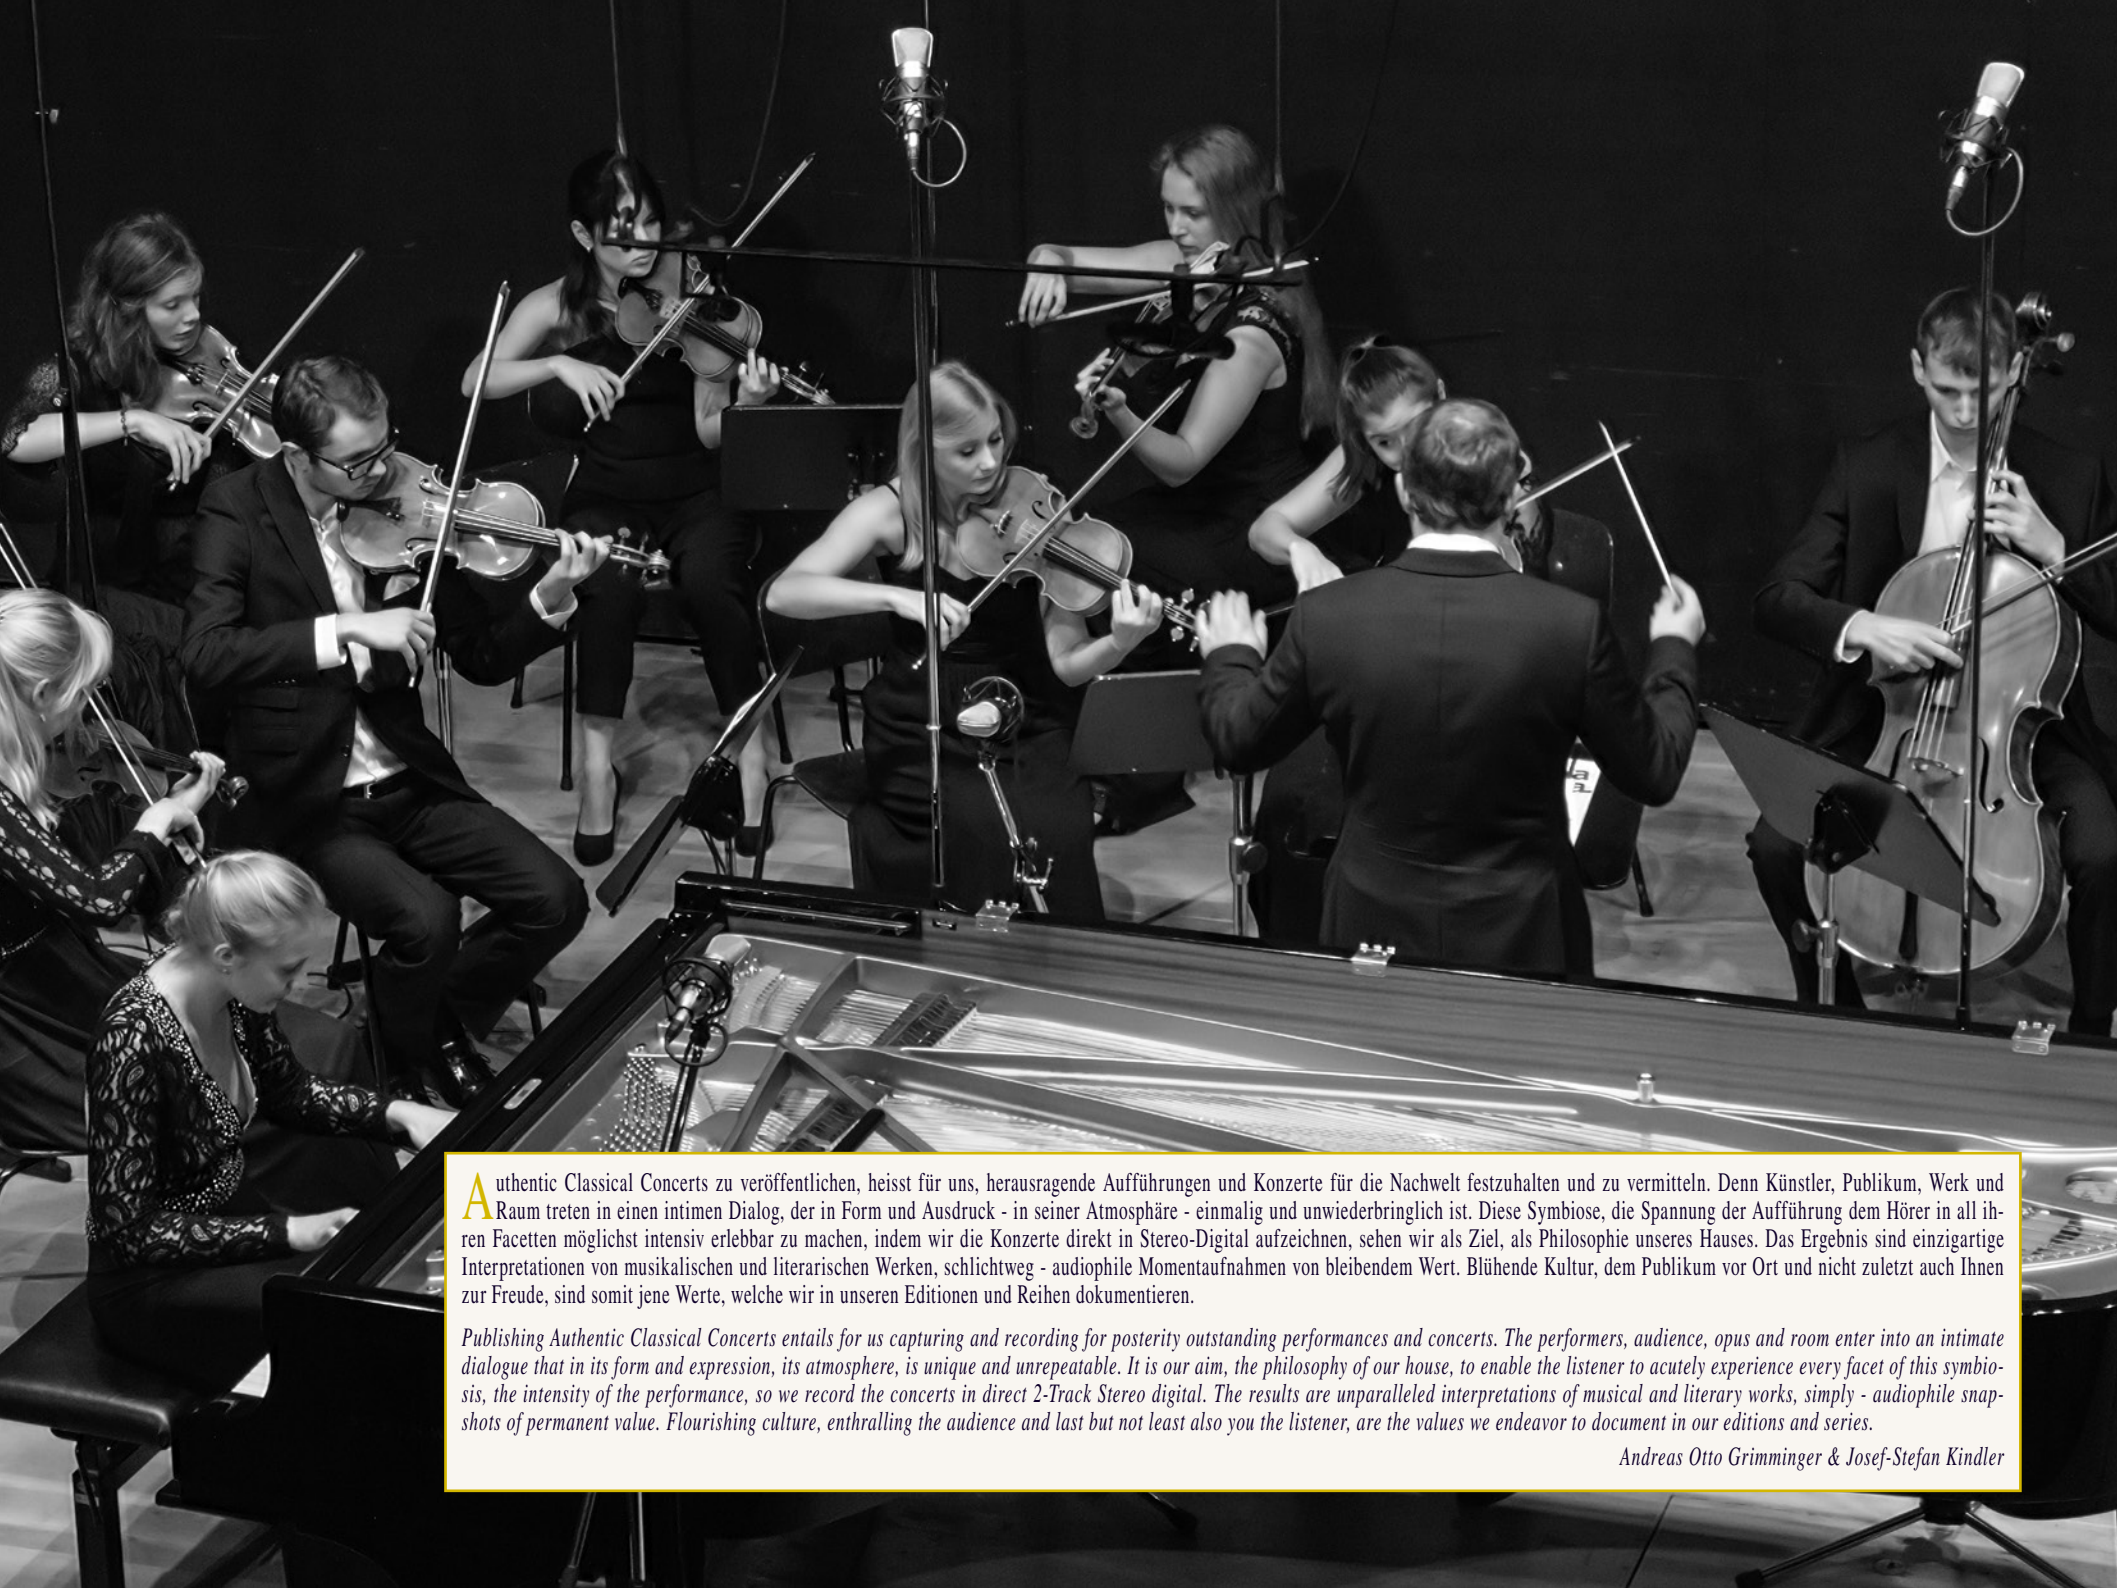 Authentic Classical Concerts zu veröffentlichen, heisst für uns, herausragende Aufführungen und Konzerte für die Nachwelt festzuhalten und zu vermitteln. Denn Künstler, Publikum, Werk und
Raum treten in einen intimen Dialog, der in Form und Ausdruck - in seiner Atmosphäre - einmalig und unwiederbringlich ist. Diese Symbiose, die Spannung der Aufführung dem Hörer in all ih-
ren Facetten möglichst intensiv erlebbar zu machen, indem wir die Konzerte direkt in Stereo-Digital aufzeichnen, sehen wir als Ziel, als Philosophie unseres Hauses. Das Ergebnis sind einzigartige
Interpretationen von musikalischen und literarischen Werken, schlichtweg - audiophile Momentaufnahmen von bleibendem Wert. Blühende Kultur, dem Publikum vor Ort und nicht zuletzt auch Ihnen
zur Freude, sind somit jene Werte, welche wir in unseren Editionen und Reihen dokumentieren.
Publishing Authentic Classical Concerts entails for us capturing and recording for posterity outstanding performances and concerts. The performers, audience, opus and room enter into an intimate
dialogue that in its form and expression, its atmosphere, is unique and unrepeatable. It is our aim, the philosophy of our house, to enable the listener to acutely experience every facet of this symbio-
sis, the intensity of the performance, so we record the concerts in direct 2-Track Stereo digital. The results are unparalleled interpretations of musical and literary works, simply - audiophile snap-
shots of permanent value. Flourishing culture, enthralling the audience and last but not least also you the listener, are the values we endeavor to document in our editions and series.
Andreas Otto Grimminger & Josef-Stefan Kindler